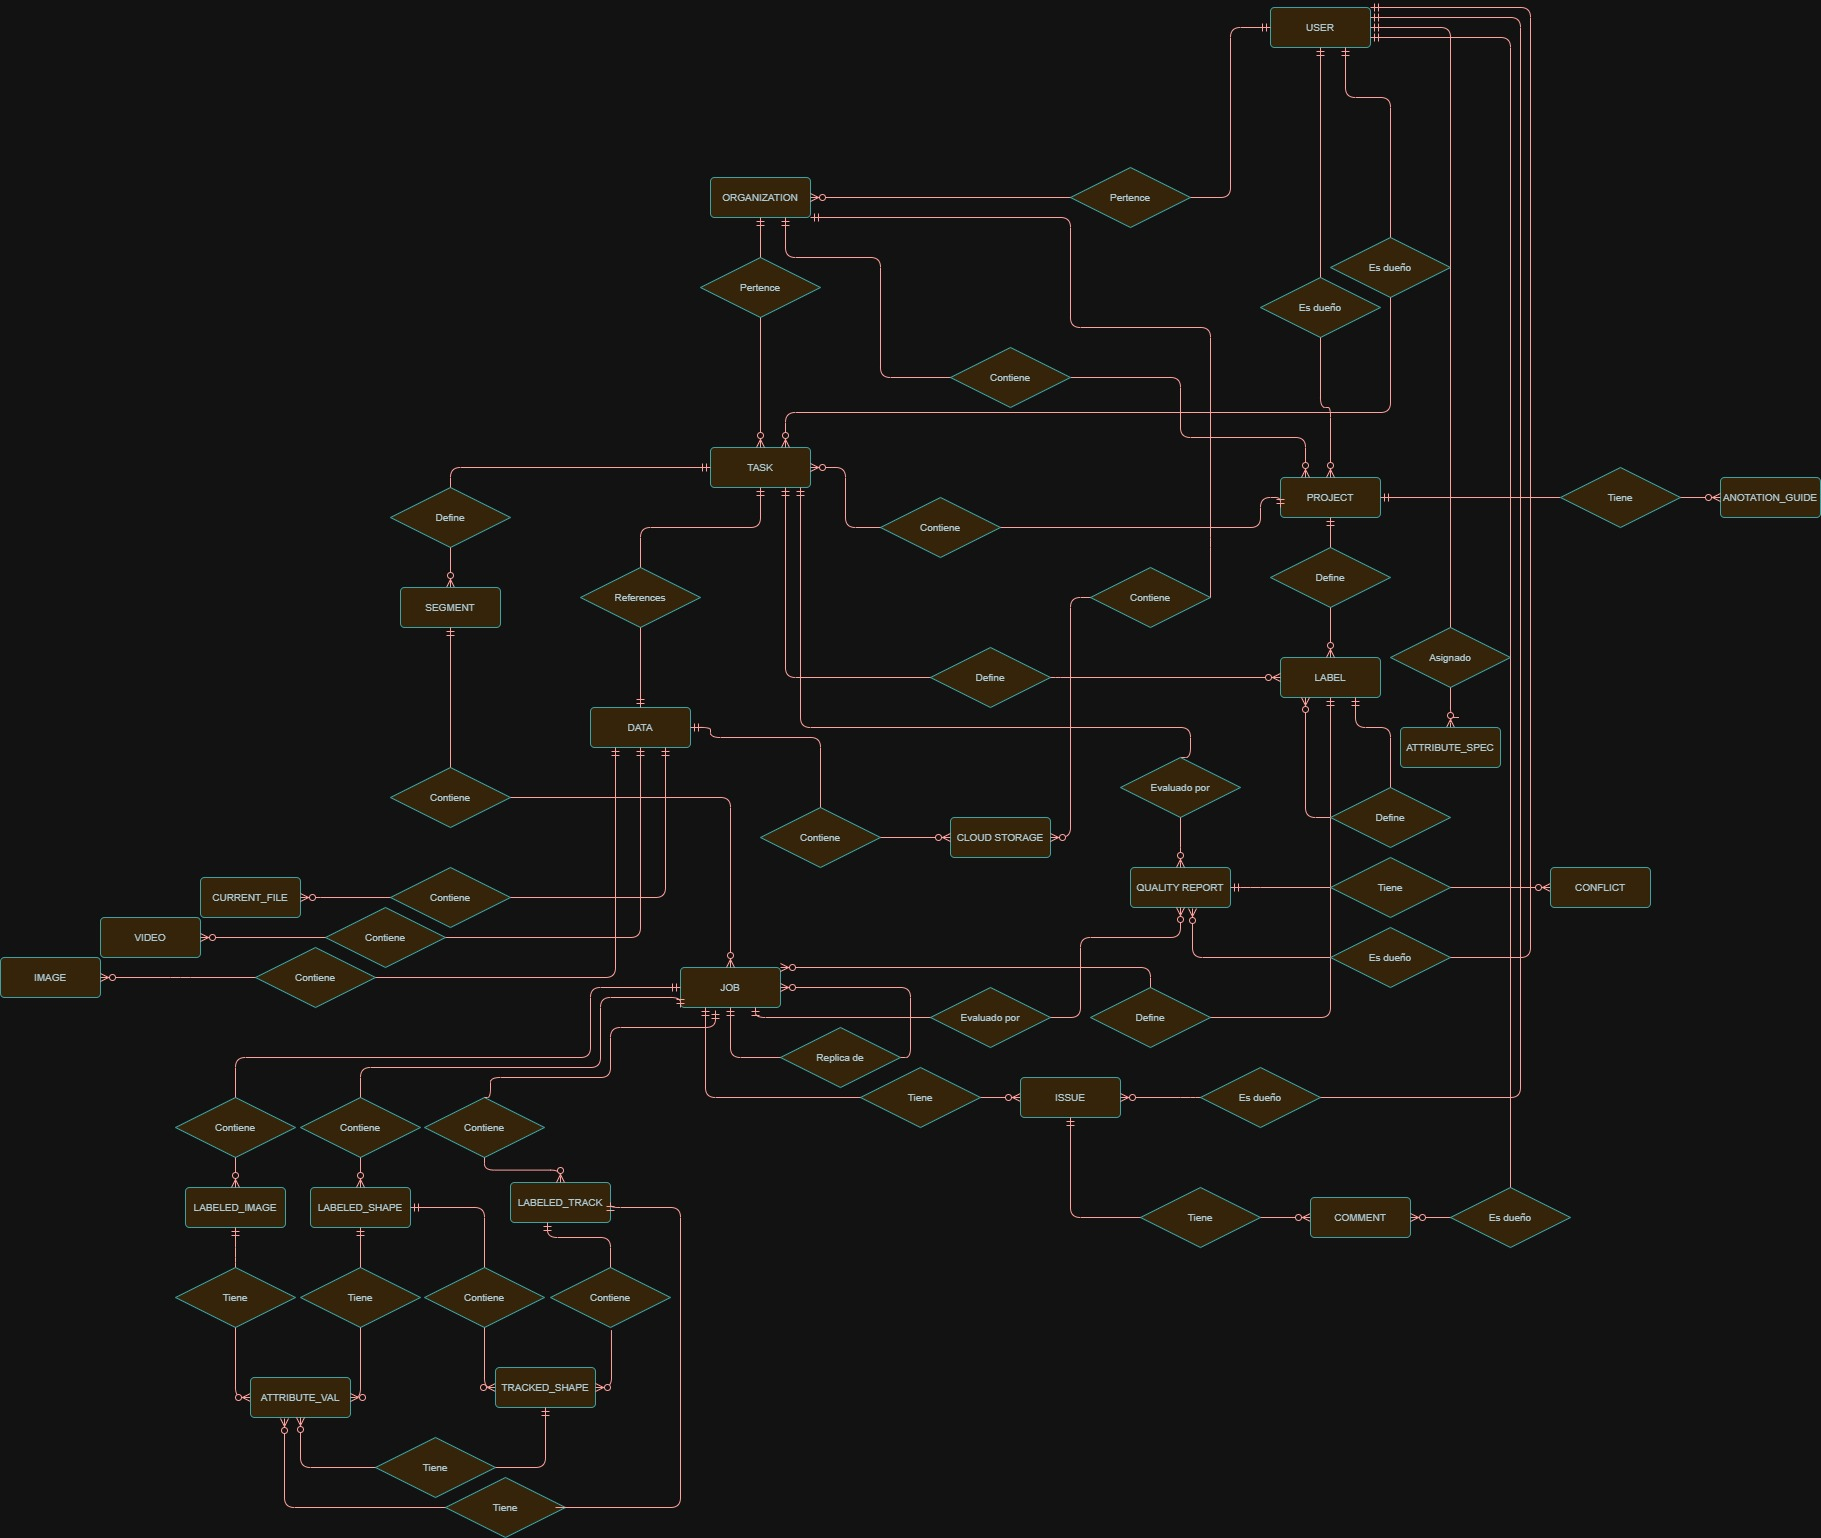 USER
ORGANIZATION
Pertence
Es dueño
Pertence
Es dueño
Contiene
TASK
PROJECT
Tiene
ANOTATION_GUIDE
Define
Contiene
Define
SEGMENT
References
Contiene
Define
LABEL
Asignado
DATA
ATTRIBUTE_SPEC
Evaluado por
Contiene
Define
Contiene
CLOUD STORAGE
QUALITY REPORT
Tiene
CONFLICT
CURRENT_FILE
Contiene
VIDEO
Contiene
Es dueño
IMAGE
Contiene
JOB
Evaluado por
Define
Replica de
Tiene
ISSUE
Es dueño
Contiene
Contiene
Contiene
LABELED_IMAGE
LABELED_SHAPE
LABELED_TRACK
Tiene
COMMENT
Es dueño
Tiene
Tiene
Contiene
Contiene
ATTRIBUTE_VAL
TRACKED_SHAPE
Tiene
Tiene